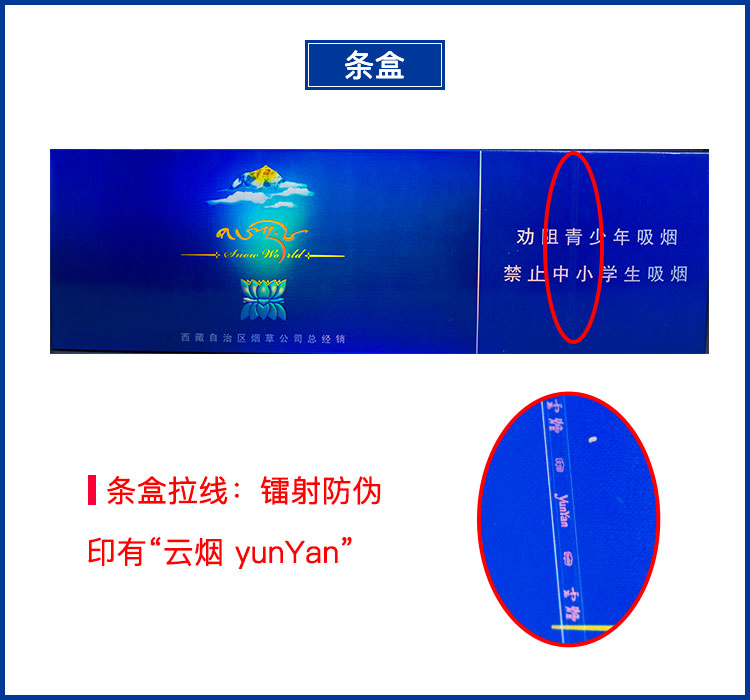 条盒
Snow World
西藏自治区烟草公司总经销
劝阻青少年吸烟
禁止中小学生吸烟
条盒拉线：镭射防伪
印有“云烟 yunYan”
云烟
yunYan
云烟